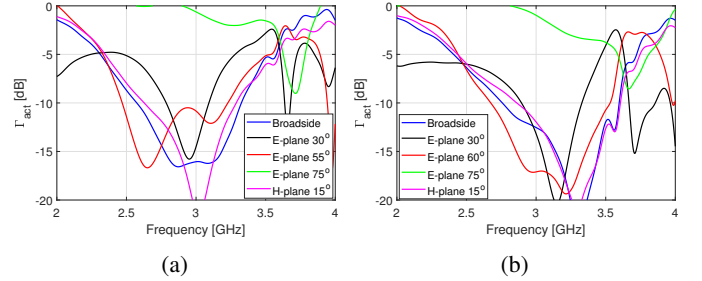 0
-5
-10
-15
-20
Γact [dB]
2 2.5 3 3.5 4
Frequency [GHz]
Broadside
E-plane 30°
E-plane 55°
E-plane 75°
H-plane 15°
(a)
0
-5
-10
-15
-20
Γact [dB]
2 2.5 3 3.5 4
Frequency [GHz]
Broadside
E-plane 30°
E-plane 60°
E-plane 75°
H-plane 15°
(b)